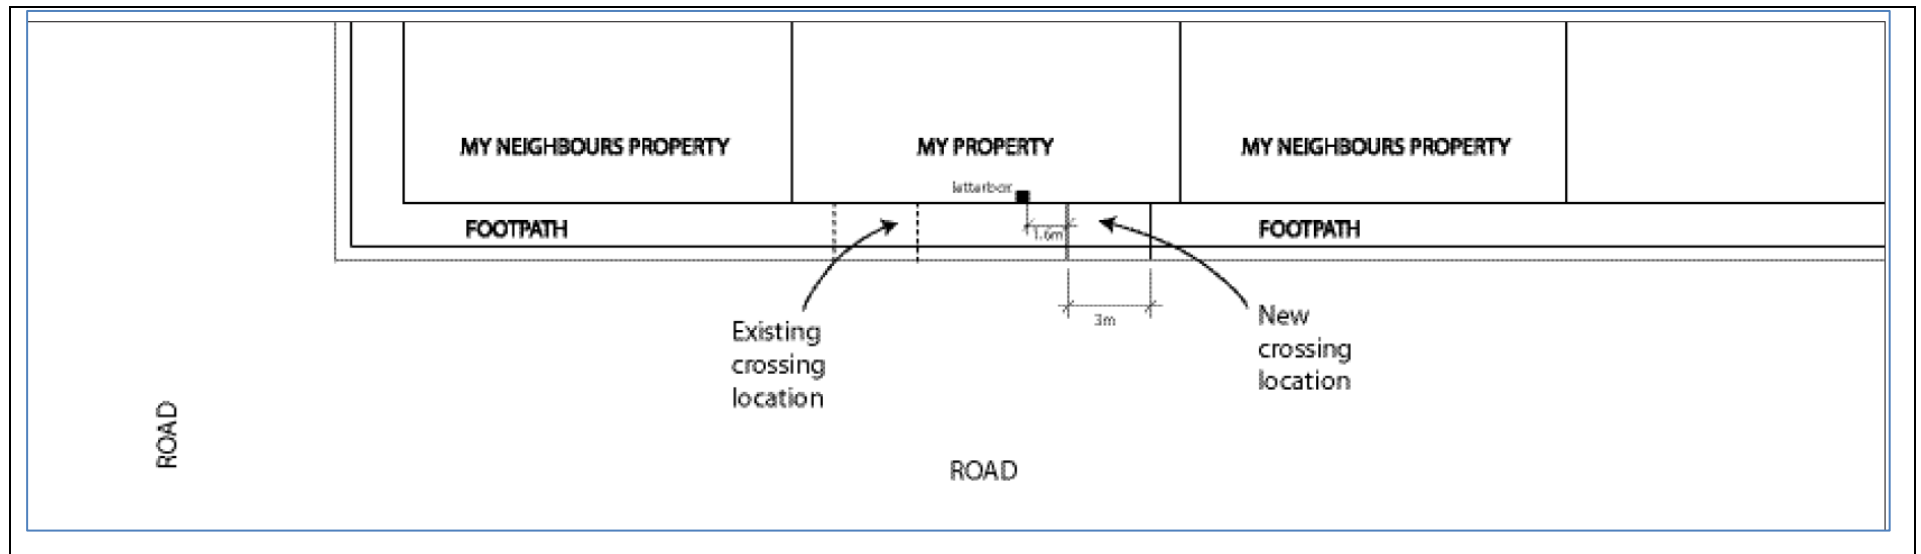 MY NEIGHBOURS PROPERTY
MY PROPERTY
MY NEIGHBOURS PROPERTY
letterbox
FOOTPATH
1.6m
FOOTPATH
3m
Existing
crossing
location
New
crossing
location
ROAD
ROAD